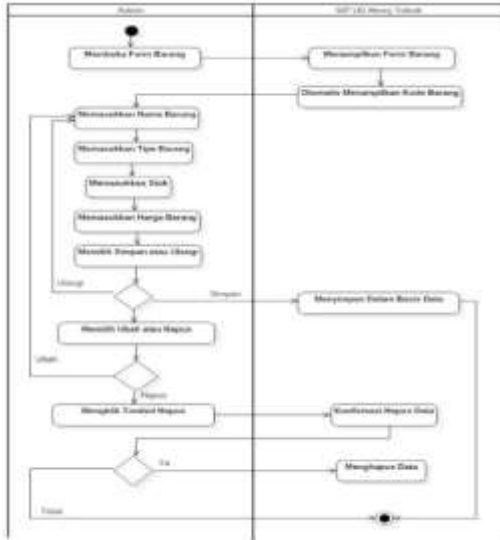 Admin
Membuka Form Barang
Menampilkan Form Barang
Otomatis Menampilkan Kode Barang
Memasukkan Nama Barang
Memasukkan Tipe Barang
Memasukkan Stok
Memasukkan Harga Barang
Memilih Simpan atau Ulangi
Ulangi
Simpan
Menyimpan Dalam Basis Data
Memilih Ubah atau Hapus
Ubah
Hapus
Mengklik Tombol Hapus
Konfirmasi Hapus Data
Ya
Menghapus Data
Tidak